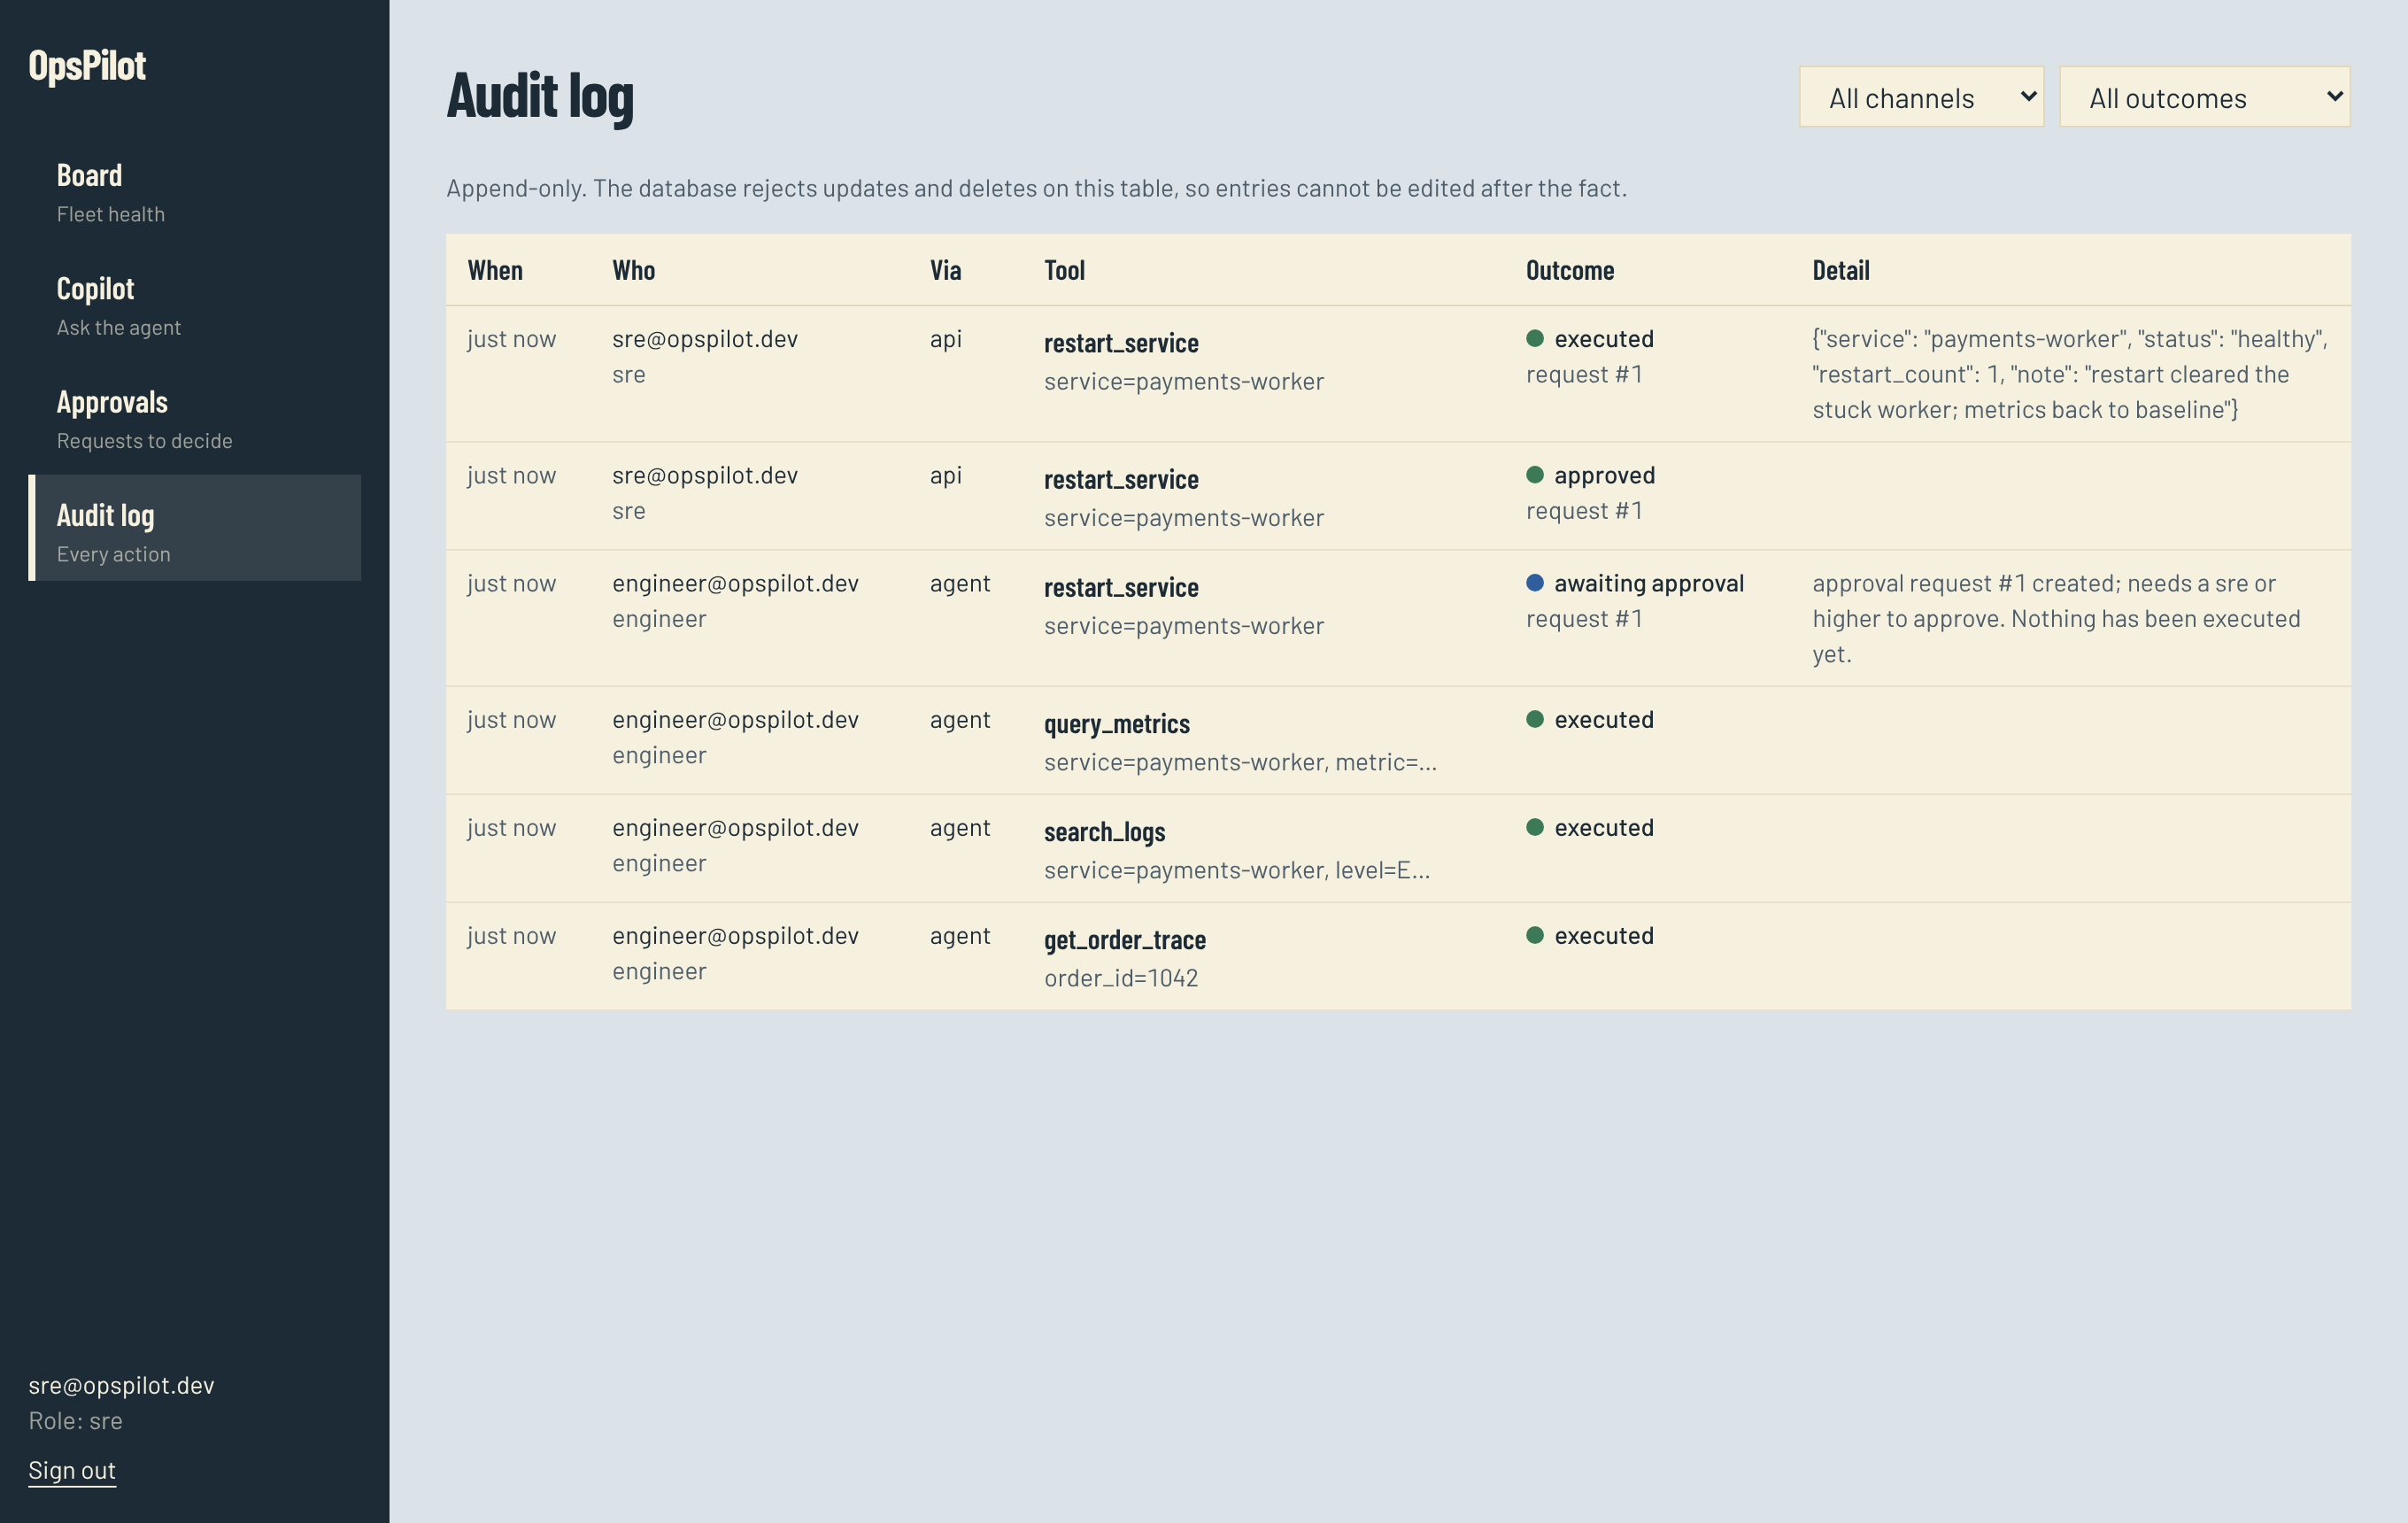 OpsPilot
Board
Fleet health
Copilot
Ask the agent
Approvals
Requests to decide
Audit log
Every action
sre@opspilot.dev
Role: sre
Sign out
Audit log
All channels
All outcomes
Append-only. The database rejects updates and deletes on this table, so entries cannot be edited after the fact.
When Who Via Tool Outcome Detail
just now sre@opspilot.dev api restart_service executed {"service": "payments-worker", "status": "healthy",
sre service=payments-worker request #1 "restart_count": 1, "note": "restart cleared the
stuck worker; metrics back to baseline"}
just now sre@opspilot.dev api restart_service approved
sre service=payments-worker request #1
just now engineer@opspilot.dev agent restart_service awaiting approval approval request #1 created; needs a sre or
engineer service=payments-worker request #1 higher to approve. Nothing has been executed
yet.
just now engineer@opspilot.dev agent query_metrics executed
engineer service=payments-worker, metric=...
just now engineer@opspilot.dev agent search_logs executed
engineer service=payments-worker, level=E...
just now engineer@opspilot.dev agent get_order_trace executed
engineer order_id=1042